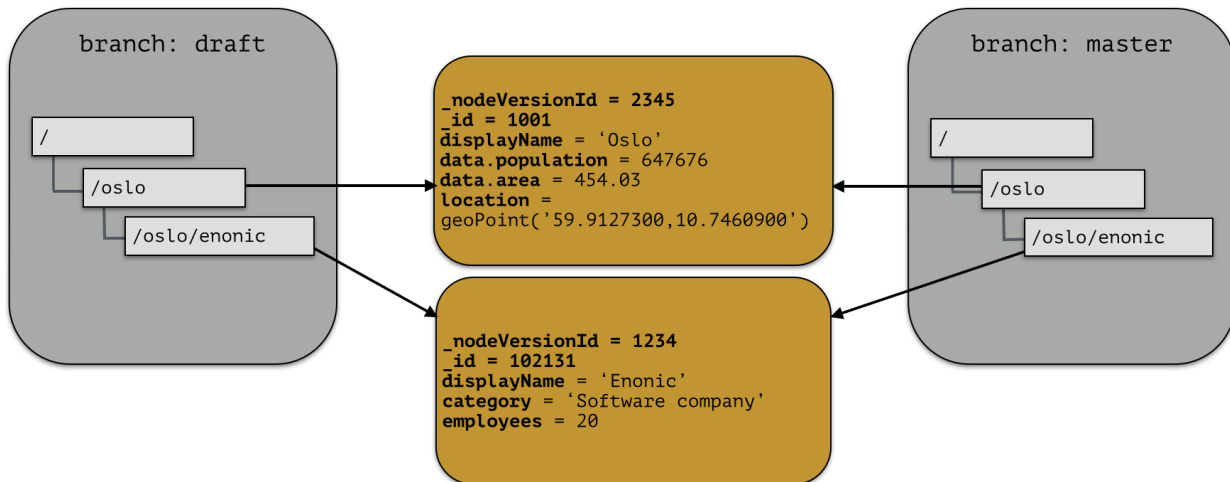 branch: draft
/
/oslo
/oslo/enonic
_nodeVersionId = 2345
_id = 1001
displayName = ‘Oslo’
data.population = 647676
data.area = 454.03
location =
geoPoint(’59.9127300,10.7460900’)
_nodeVersionId = 1234
_id = 102131
displayName = ‘Enonic’
category = ‘Software company’
employees = 20
branch: master
/
/oslo
/oslo/enonic